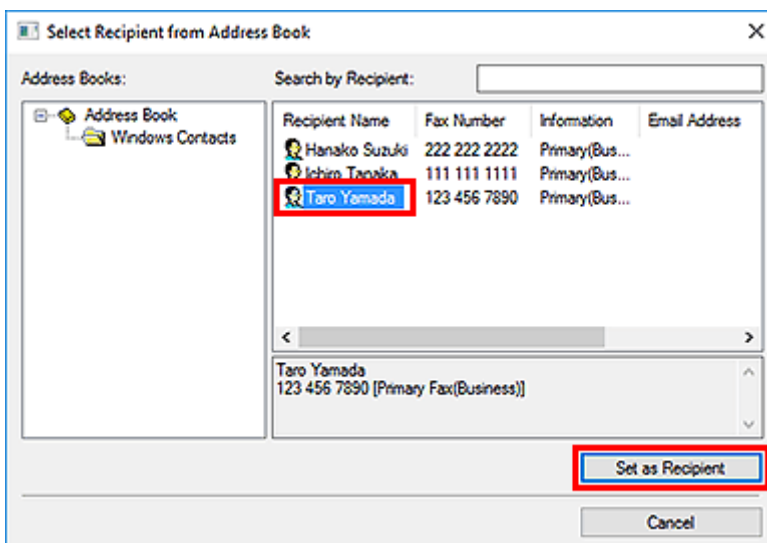 Select Recipient from Address Book
Address Books:
Search by Recipient:
Address Book
Windows Contacts
Recipient Name Fax Number Information Email Address
Hanako Suzuki 222 222 2222 Primary(Bus...
Ichiro Tanaka 111 111 1111 Primary(Bus...
Taro Yamada 123 456 7890 Primary(Bus...
Taro Yamada
123 456 7890 [Primary Fax(Business)]
Set as Recipient
Cancel